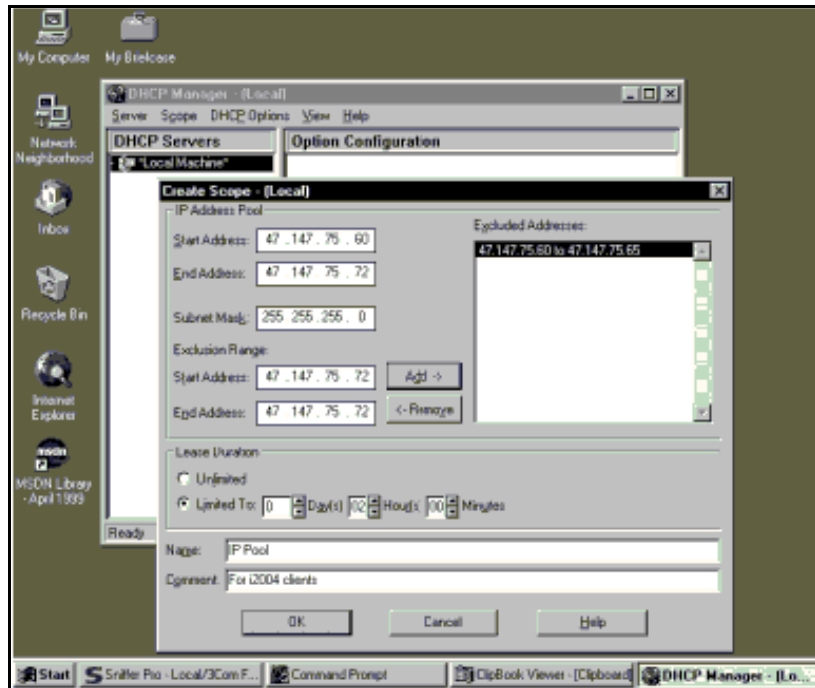 My Computer
My Briefcase
Network Neighborhood
Inbox
Recycle Bin
Internet Explorer
msdn
MSDN Library - April 1999
DHCP Manager - (Local)
Server Scope DHCP Options View Help
DHCP Servers
Option Configuration
*Local Machine*
Create Scope - (Local)
IP Address Pool
Start Address: 47 .147 . 75 . 60
End Address: 47 .147 . 75 . 72
Subnet Mask: 255 .255 .255 . 0
Exclusion Range:
Start Address: 47 .147 . 75 . 72
End Address: 47 .147 . 75 . 72
Add ->
<- Remove
Excluded Addresses:
47.147.75.60 to 47.147.75.65
Lease Duration
Unlimited
Limited To: 0 Day(s) 02 Hour(s) 00 Minutes
Ready
Name: IP Pool
Comment: For i2004 clients
OK
Cancel
Help
Start
Sniffer Pro - Local/3Com F...
Command Prompt
ClipBook Viewer - [Clipboard]
DHCP Manager - (Lo...